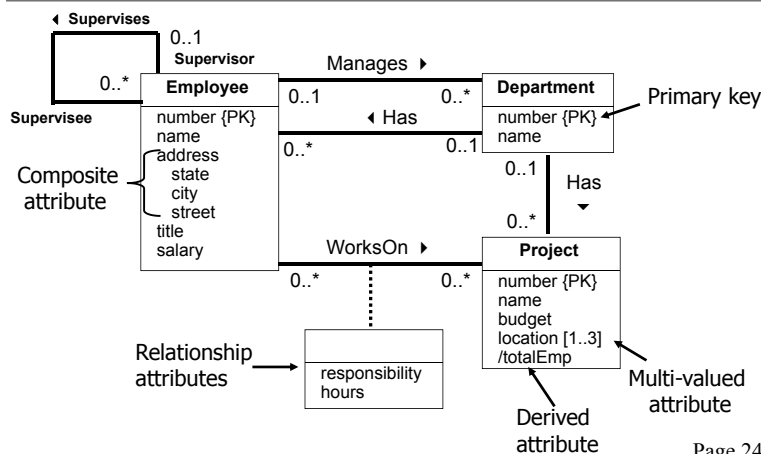 ◂ Supervises
0..1
Supervisor
0..*
Supervisee
Employee
number {PK}
name
address
state
city
street
title
salary
Composite
attribute
Manages ▸
0..1
0..*
◂ Has
0..*
0..1
Department
number {PK}
name
Primary key
0..1
Has
▾
0..*
WorksOn ▸
0..*
0..*
Project
number {PK}
name
budget
location [1..3]
/totalEmp
Relationship
attributes
responsibility
hours
Derived
attribute
Multi-valued
attribute
Page 24